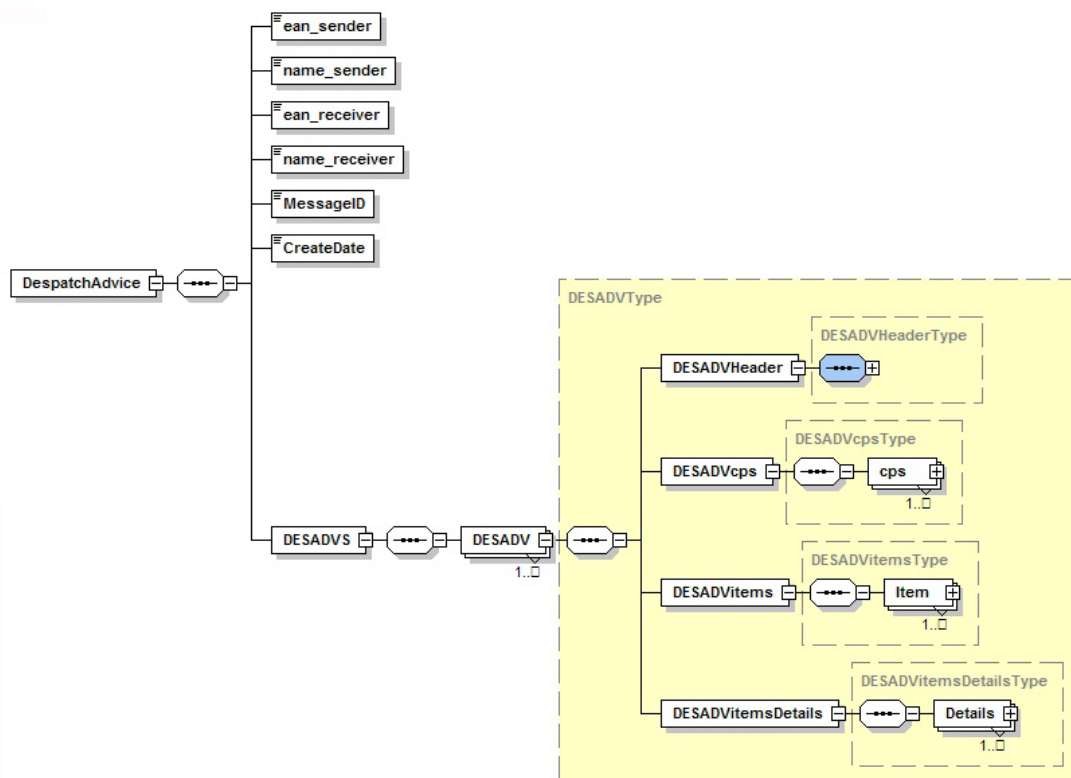 ean_sender
name_sender
ean_receiver
name_receiver
MessageID
CreateDate
DespatchAdvice
DESADVType
DESADVHeaderType
DESADVHeader
DESADVcpsType
DESADVcps
cps
1..□
DESADVS
DESADV
1..□
DESADVitemsType
DESADVitems
Item
1..□
DESADVitemsDetailsType
DESADVitemsDetails
Details
1..□